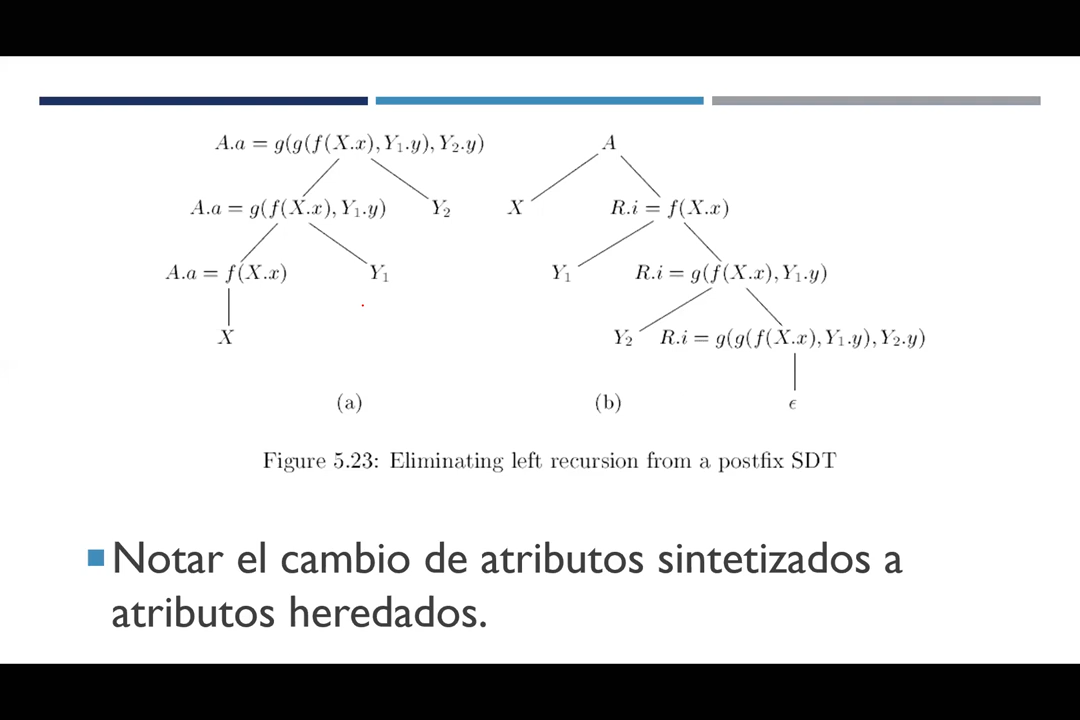 A.a = g(g(f(X.x), Y₁.y), Y₂.y) A
A.a = g(f(X.x), Y₁.y) Y₂ X R.i = f(X.x)
A.a = f(X.x) Y₁ Y₁ R.i = g(f(X.x), Y₁.y)
X Y₂ R.i = g(g(f(X.x), Y₁.y), Y₂.y)
(a) (b) ϵ
Figure 5.23: Eliminating left recursion from a postfix SDT
Notar el cambio de atributos sintetizados a
atributos heredados.